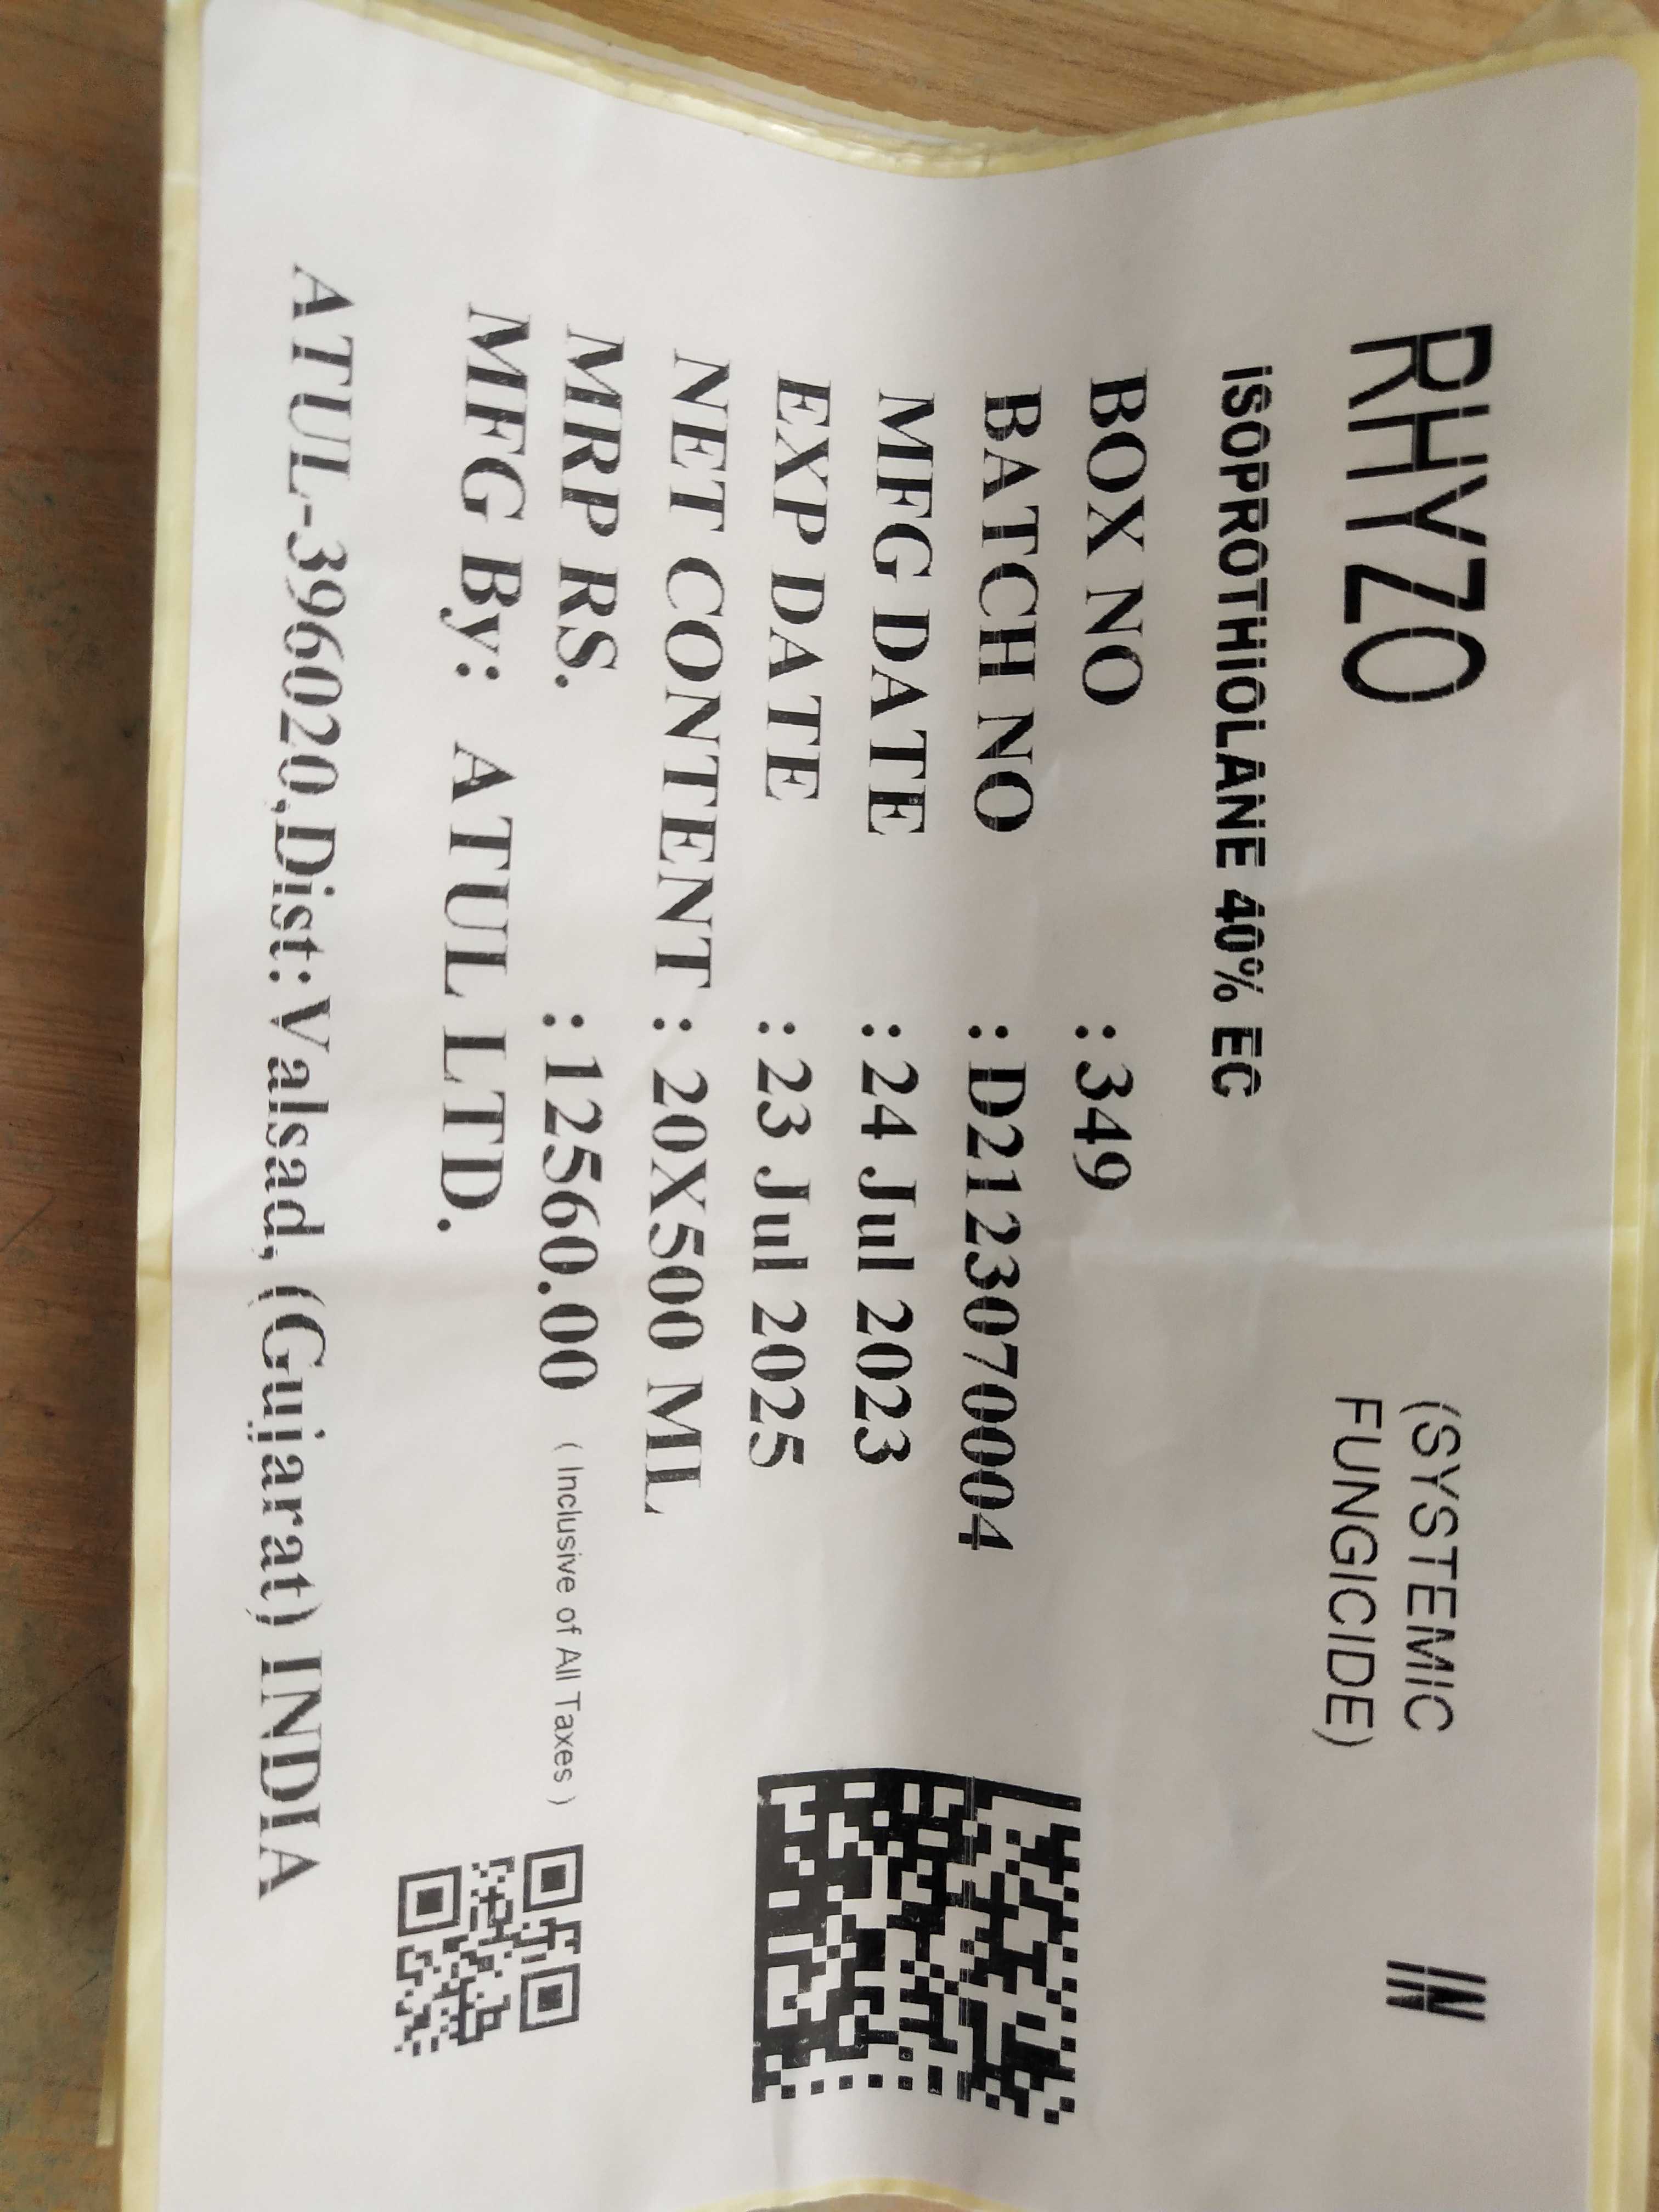 RHYZO
(SYSTEMIC
FUNGICIDE)
IN
ISOPROTHIOLANE 40% EC
BOX NO : 349
BATCH NO : D2123070004
MFG DATE : 24 Jul 2023
EXP DATE : 23 Jul 2025
NET CONTENT : 20X500 ML
MRP RS. : 12560.00 ( Inclusive of All Taxes )
MFG By: ATUL LTD.
ATUL-396020,Dist:Valsad, (Gujarat) INDIA